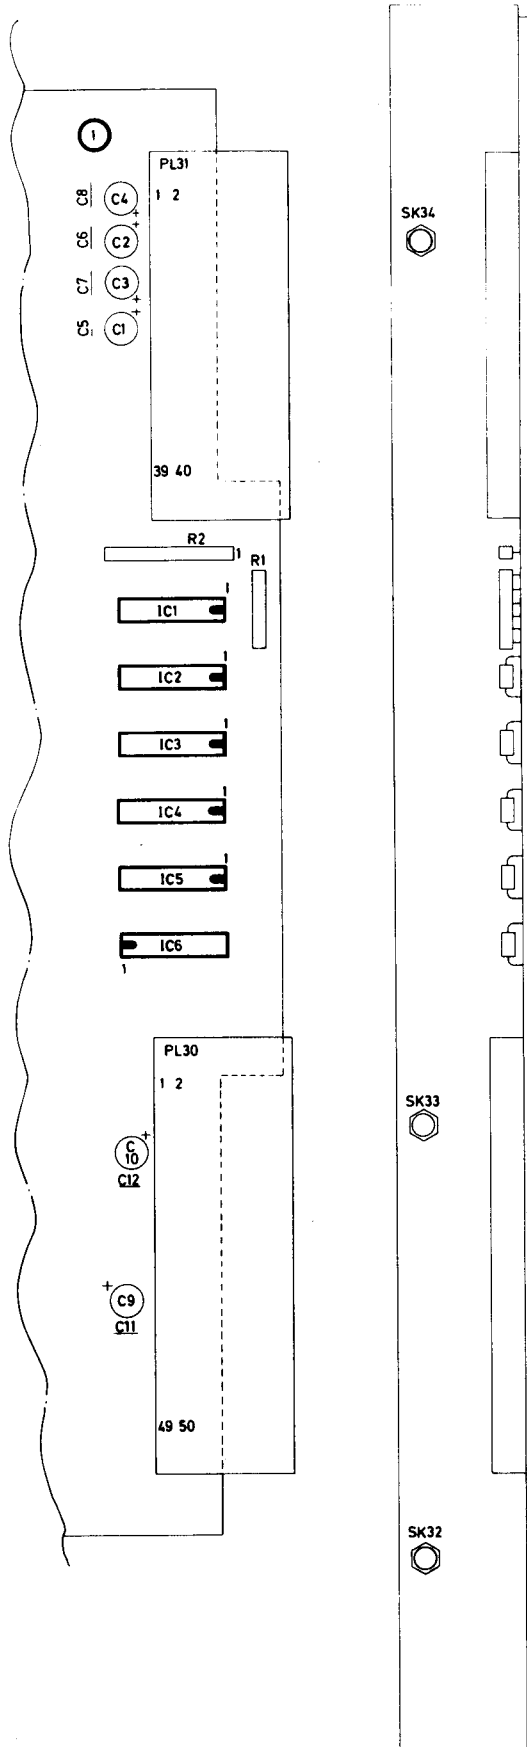 1
PL31
1 2
C8
C4
+
SK34
+
C6
C2
C7
C3
+
+
C5
C1
39 40
R2
1
R1
1
IC1
1
IC2
1
IC3
1
IC4
1
IC5
IC6
1
PL30
1 2
SK33
+
C
10
C12
+
C9
C11
49 50
SK32